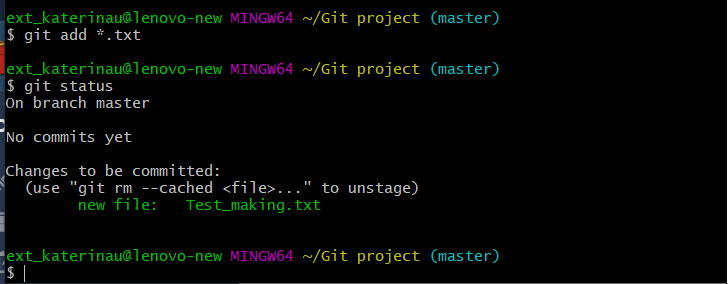 ext_katerinau@lenovo-new MINGW64 ~/Git project (master)
$ git add *.txt
ext_katerinau@lenovo-new MINGW64 ~/Git project (master)
$ git status
On branch master
No commits yet
Changes to be committed:
(use "git rm --cached <file>..." to unstage)
new file:   Test_making.txt
ext_katerinau@lenovo-new MINGW64 ~/Git project (master)
$